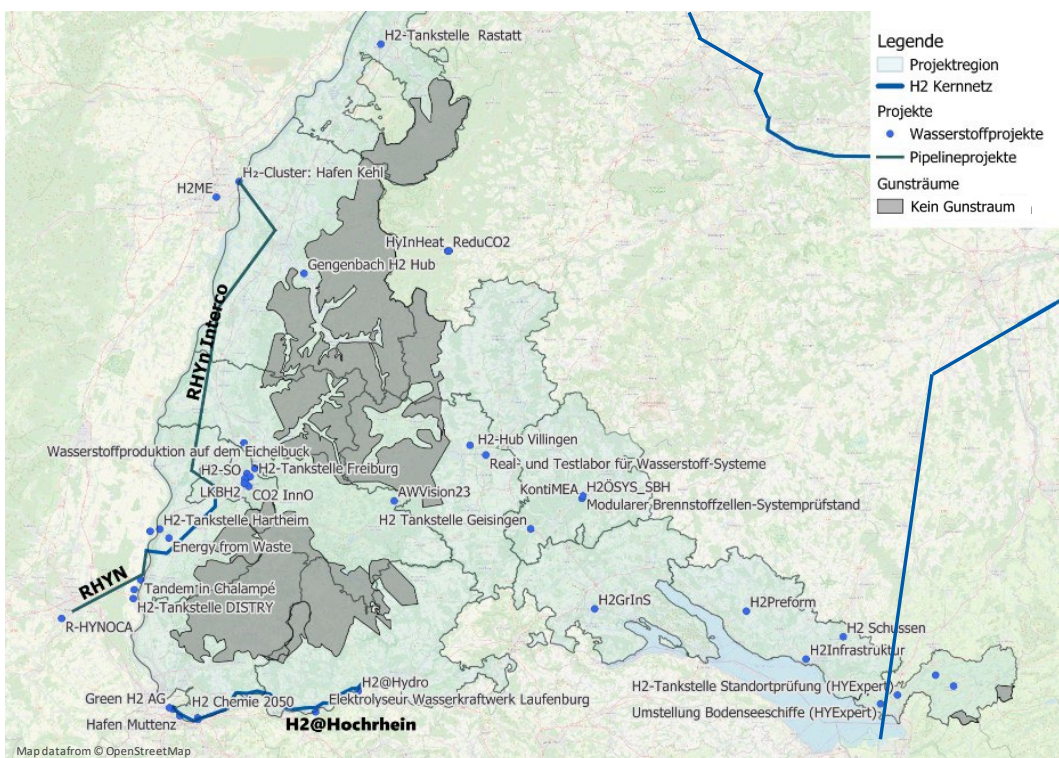 H2-Tankstelle Rastatt
Legende
Projektregion
H2 Kernnetz
Projekte
Wasserstoffprojekte
Pipelineprojekte
Gunsträume
Kein Gunstraum
H₂-Cluster: Hafen Kehl
H2ME
HyInHeat ReduCO2
Gengenbach H2 Hub
RHYn Interco
H2-Hub Villingen
Wasserstoffproduktion auf dem Eichelbuck
Real- und Testlabor für Wasserstoff-Systeme
H2-SO
H2-Tankstelle Freiburg
LKBH2
CO2 InnO
AWVision23
KontiMEA
H2ÖSYS_SBH
Modularer Brennstoffzellen-Systemprüfstand
H2-Tankstelle Hartheim
H2 Tankstelle Geisingen
Energy from Waste
RHYN
Tandem in Chalampé
H2-Tankstelle DISTRY
R-HYNOCA
H2GrInS
H2Preform
H2 Schussen
H2Infrastruktur
H2@Hydro
H2-Tankstelle Standortprüfung (HYExpert)
Green H2 AG
H2 Chemie 2050
Elektrolyseur Wasserkraftwerk Laufenburg
Umstellung Bodenseeschiffe (HYExpert)
Hafen Muttenz
H2@Hochrhein
Map data from © OpenStreetMap